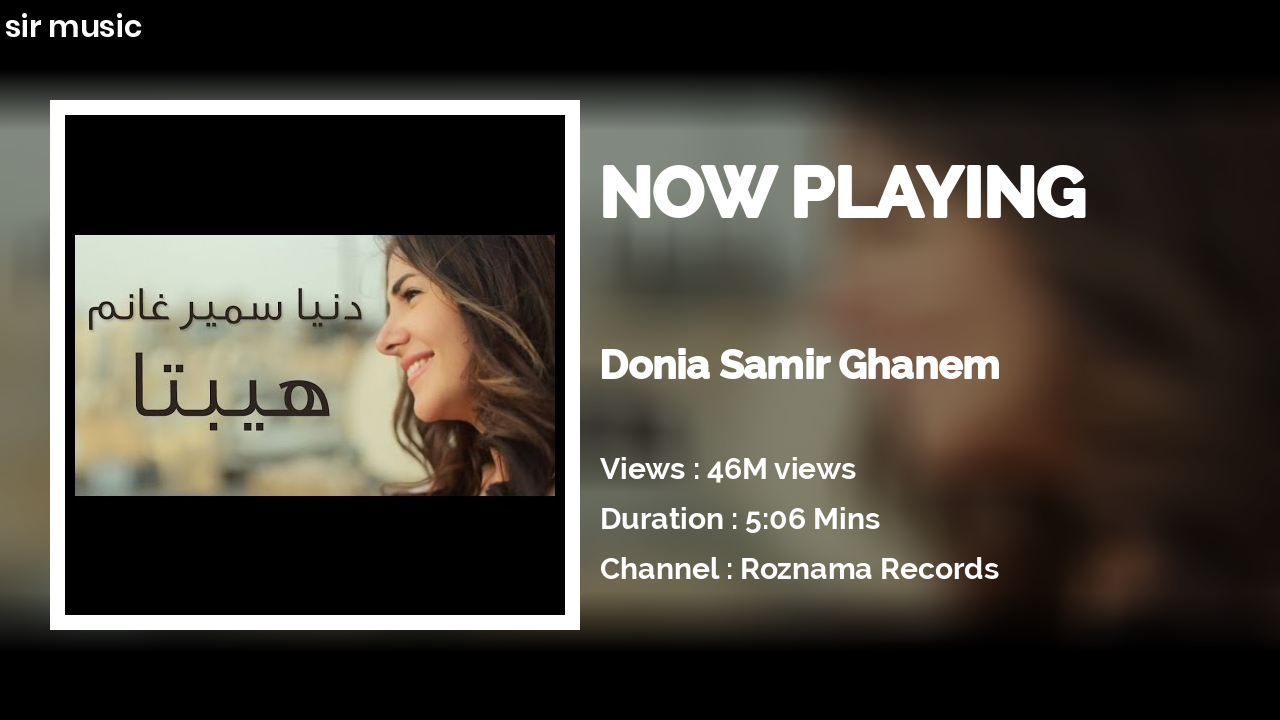 sir music
دنيا سمير غانم
هيبتا
NOW PLAYING
Donia Samir Ghanem
Views : 46M views
Duration : 5:06 Mins
Channel : Roznama Records